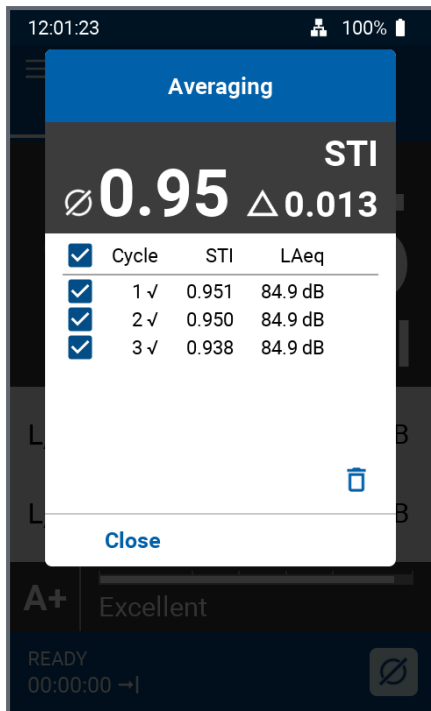 12:01:23 100%
Averaging
STI
Ø 0.95 △ 0.013
Cycle STI LAeq
1 √ 0.951 84.9 dB
2 √ 0.950 84.9 dB
3 √ 0.938 84.9 dB
L B
L B
Close
A+ Excellent
READY
00:00:00 →|